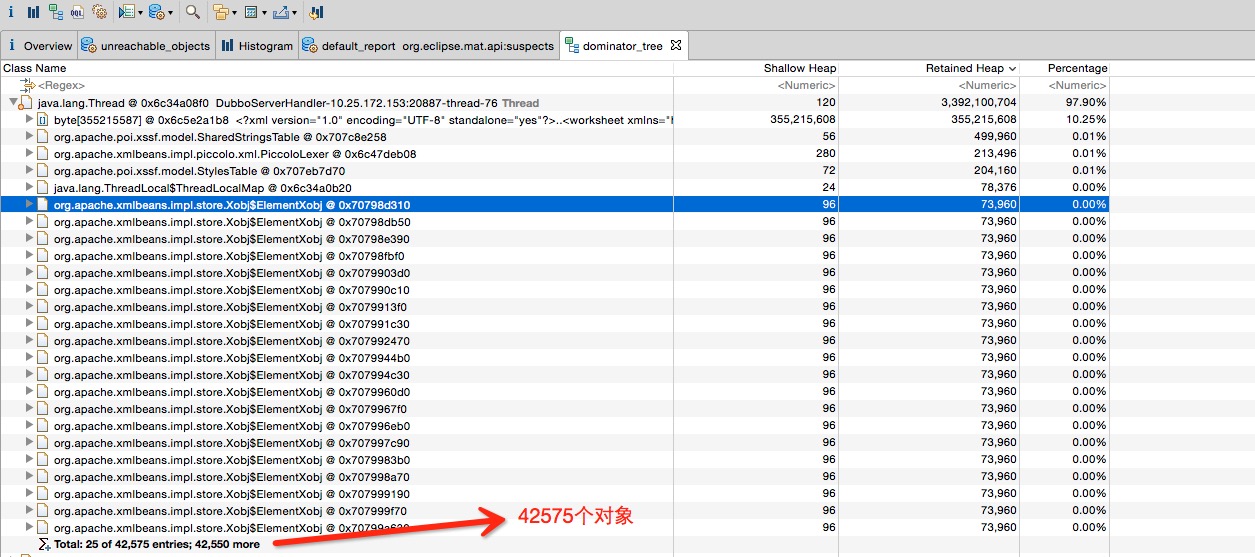 Overview unreachable_objects Histogram default_report org.eclipse.mat.api:suspects dominator_tree
Class Name Shallow Heap Retained Heap Percentage
<Regex> <Numeric> <Numeric> <Numeric>
java.lang.Thread @ 0x6c34a08f0 DubboServerHandler-10.25.172.153:20887-thread-76 Thread 120 3,392,100,704 97.90%
byte[355215587] @ 0x6c5e2a1b8 <?xml version="1.0" encoding="UTF-8" standalone="yes"?>..<worksheet xmlns="h 355,215,608 355,215,608 10.25%
org.apache.poi.xssf.model.SharedStringsTable @ 0x707c8e258 56 499,960 0.01%
org.apache.xmlbeans.impl.piccolo.xml.PiccoloLexer @ 0x6c47deb08 280 213,496 0.01%
org.apache.poi.xssf.model.StylesTable @ 0x707eb7d70 72 204,160 0.01%
java.lang.ThreadLocal$ThreadLocalMap @ 0x6c34a0b20 24 78,376 0.00%
org.apache.xmlbeans.impl.store.Xobj$ElementXobj @ 0x70798d310 96 73,960 0.00%
org.apache.xmlbeans.impl.store.Xobj$ElementXobj @ 0x70798db50 96 73,960 0.00%
org.apache.xmlbeans.impl.store.Xobj$ElementXobj @ 0x70798e390 96 73,960 0.00%
org.apache.xmlbeans.impl.store.Xobj$ElementXobj @ 0x70798fbf0 96 73,960 0.00%
org.apache.xmlbeans.impl.store.Xobj$ElementXobj @ 0x7079903d0 96 73,960 0.00%
org.apache.xmlbeans.impl.store.Xobj$ElementXobj @ 0x707990c10 96 73,960 0.00%
org.apache.xmlbeans.impl.store.Xobj$ElementXobj @ 0x7079913f0 96 73,960 0.00%
org.apache.xmlbeans.impl.store.Xobj$ElementXobj @ 0x707991c30 96 73,960 0.00%
org.apache.xmlbeans.impl.store.Xobj$ElementXobj @ 0x707992470 96 73,960 0.00%
org.apache.xmlbeans.impl.store.Xobj$ElementXobj @ 0x7079944b0 96 73,960 0.00%
org.apache.xmlbeans.impl.store.Xobj$ElementXobj @ 0x707994c30 96 73,960 0.00%
org.apache.xmlbeans.impl.store.Xobj$ElementXobj @ 0x7079960d0 96 73,960 0.00%
org.apache.xmlbeans.impl.store.Xobj$ElementXobj @ 0x7079967f0 96 73,960 0.00%
org.apache.xmlbeans.impl.store.Xobj$ElementXobj @ 0x707996eb0 96 73,960 0.00%
org.apache.xmlbeans.impl.store.Xobj$ElementXobj @ 0x707997c90 96 73,960 0.00%
org.apache.xmlbeans.impl.store.Xobj$ElementXobj @ 0x7079983b0 96 73,960 0.00%
org.apache.xmlbeans.impl.store.Xobj$ElementXobj @ 0x707998a70 96 73,960 0.00%
org.apache.xmlbeans.impl.store.Xobj$ElementXobj @ 0x707999190 96 73,960 0.00%
org.apache.xmlbeans.impl.store.Xobj$ElementXobj @ 0x707999f70 96 73,960 0.00%
org.apache.xmlbeans.impl.store.Xobj$ElementXobj @ 96 73,960 0.00%
42575个对象
Total: 25 of 42,575 entries; 42,550 more